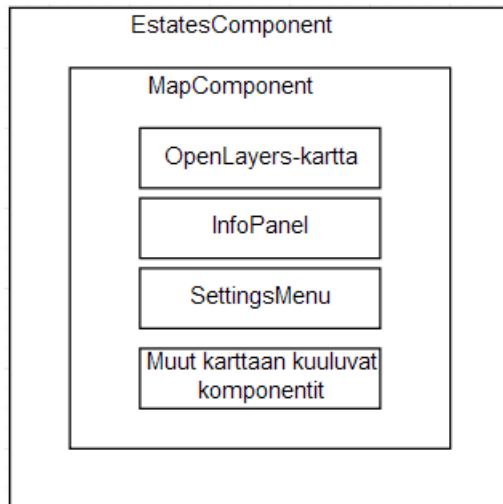 EstatesComponent
MapComponent
OpenLayers-kartta
InfoPanel
SettingsMenu
Muut karttaan kuuluvat
komponentit